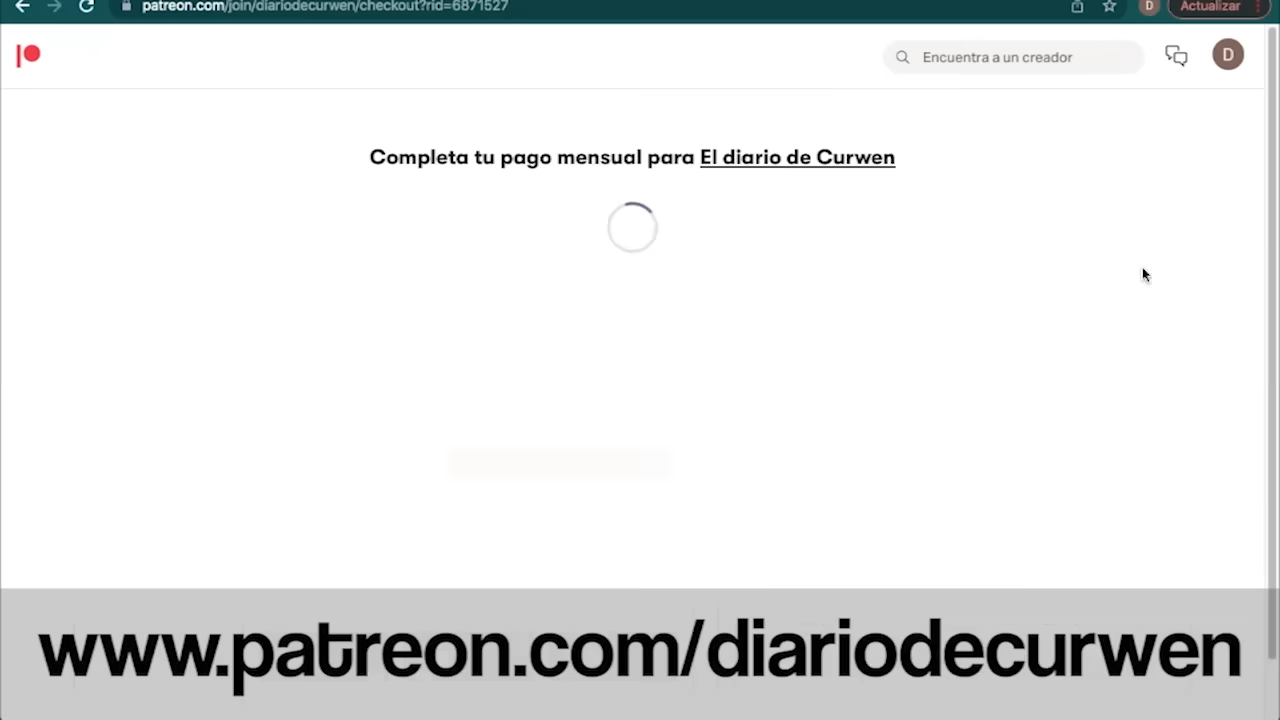 patreon.com/join/diariodecurwen/checkout?rid=6871527
D
Actualizar
Encuentra a un creador
D
Completa tu pago mensual para El diario de Curwen
www.patreon.com/diariodecurwen